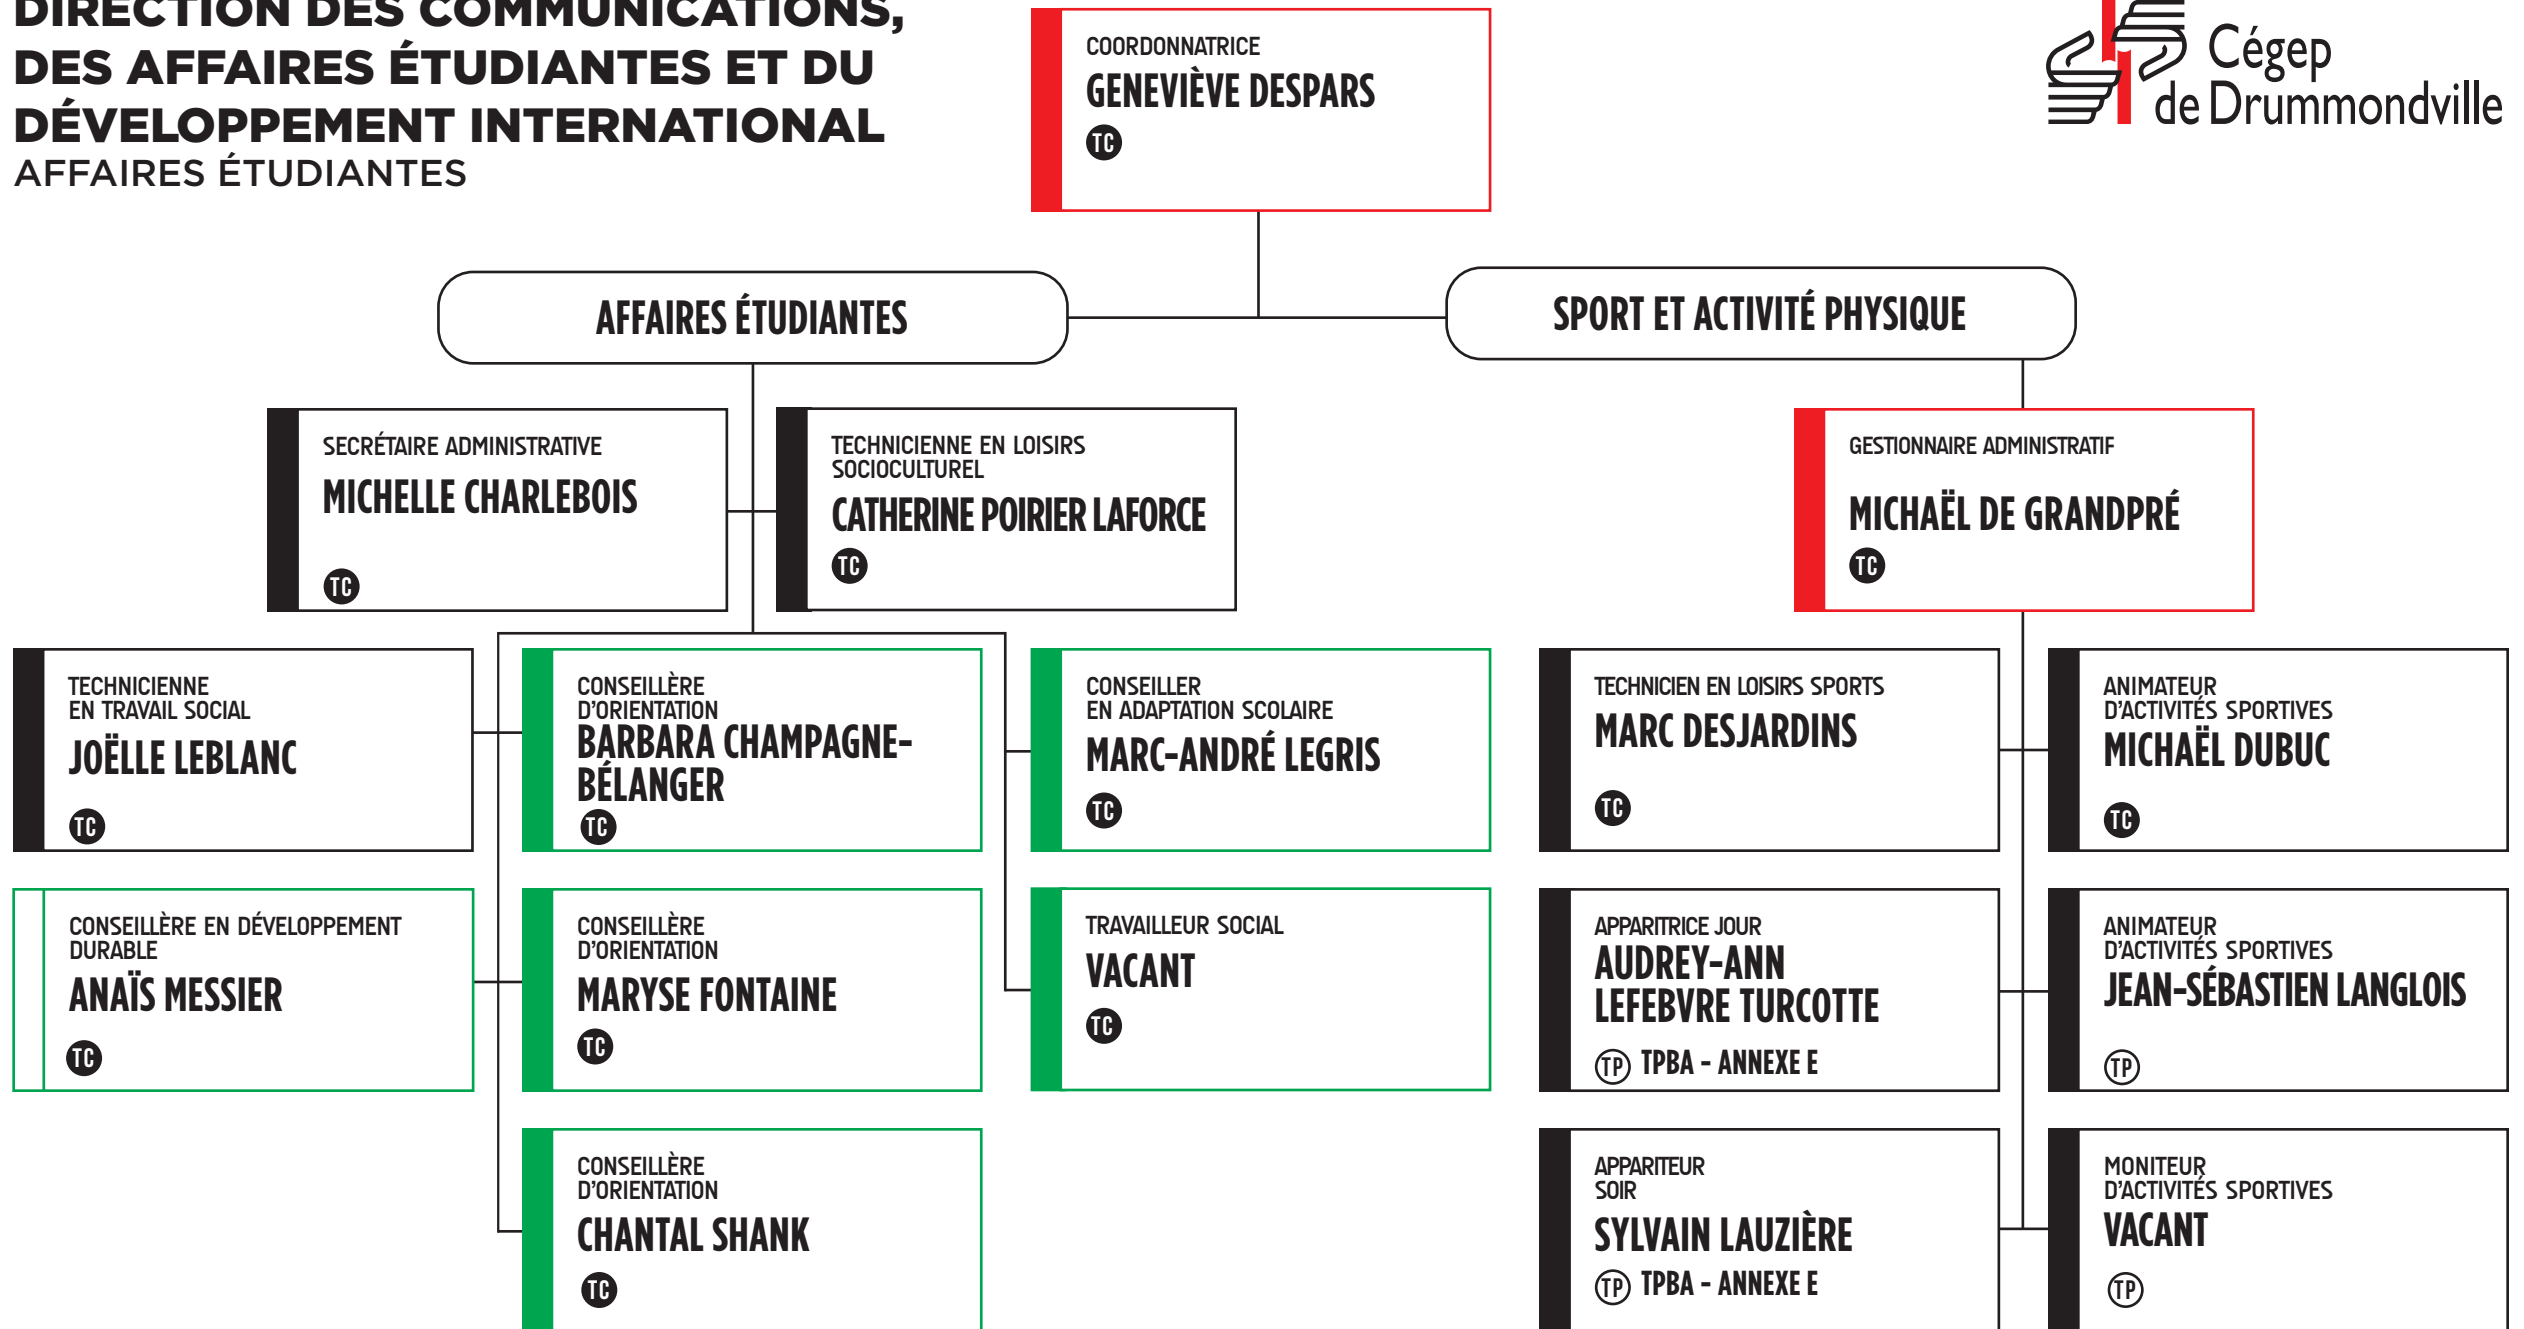 DIRECTION DES COMMUNICATIONS,
DES AFFAIRES ÉTUDIANTES ET DU
DÉVELOPPEMENT INTERNATIONAL
AFFAIRES ÉTUDIANTES
COORDONNATRICE
GENEVIÈVE DESPARS
TC
Cégep
de Drummondville
AFFAIRES ÉTUDIANTES
SPORT ET ACTIVITÉ PHYSIQUE
SECRÉTAIRE ADMINISTRATIVE
MICHELLE CHARLEBOIS
TC
TECHNICIENNE EN LOISIRS
SOCIOCULTUREL
CATHERINE POIRIER LAFORCE
TC
GESTIONNAIRE ADMINISTRATIF
MICHAËL DE GRANDPRÉ
TC
TECHNICIENNE
EN TRAVAIL SOCIAL
JOËLLE LEBLANC
TC
CONSEILLÈRE
D'ORIENTATION
BARBARA CHAMPAGNE-
BÉLANGER
TC
CONSEILLER
EN ADAPTATION SCOLAIRE
MARC-ANDRÉ LEGRIS
TC
TECHNICIEN EN LOISIRS SPORTS
MARC DESJARDINS
TC
ANIMATEUR
D'ACTIVITÉS SPORTIVES
MICHAËL DUBUC
TC
CONSEILLÈRE EN DÉVELOPPEMENT
DURABLE
ANAÏS MESSIER
TC
CONSEILLÈRE
D'ORIENTATION
MARYSE FONTAINE
TC
TRAVAILLEUR SOCIAL
VACANT
TC
APPARITRICE JOUR
AUDREY-ANN
LEFEBVRE TURCOTTE
TP TPBA - ANNEXE E
ANIMATEUR
D'ACTIVITÉS SPORTIVES
JEAN-SÉBASTIEN LANGLOIS
TP
CONSEILLÈRE
D'ORIENTATION
CHANTAL SHANK
TC
APPARITEUR
SOIR
SYLVAIN LAUZIÈRE
TP TPBA - ANNEXE E
MONITEUR
D'ACTIVITÉS SPORTIVES
VACANT
TP